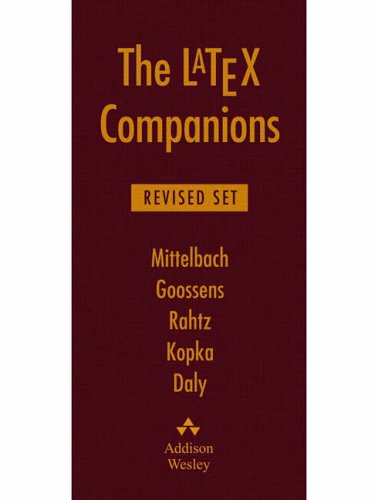 The LATEX
Companions
REVISED SET
Mittelbach
Goossens
Rahtz
Kopka
Daly
Addison
Wesley